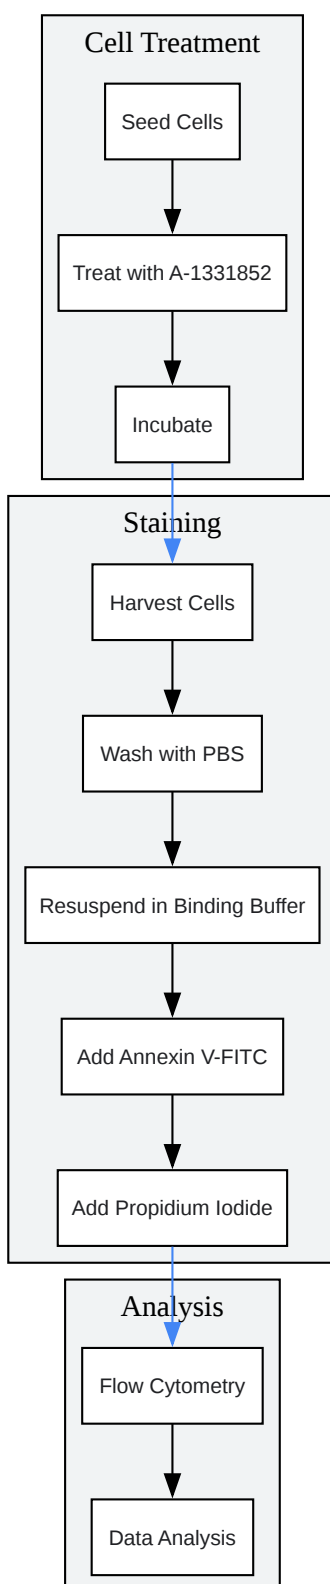 Cell Treatment
Seed Cells
Treat with A-1331852
Incubate
Staining
Harvest Cells
Wash with PBS
Resuspend in Binding Buffer
Add Annexin V-FITC
Add Propidium Iodide
Analysis
Flow Cytometry
Data Analysis